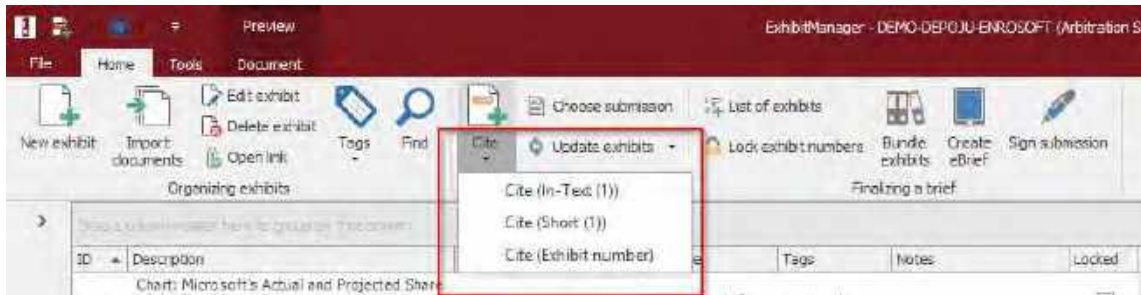 Preview
ExhibitManager - DEMO-DEPOJU-ENROSOFT (Arbitration S
File Home Tools Document
New exhibit
Import documents
Edit exhibit
Delete exhibit
Open link
Tags
Find
Organizing exhibits
Cite
Choose submission
Update exhibits
List of exhibits
Lock exhibit numbers
Bundle exhibits
Create eBrief
Sign submission
Finalizing a brief
Cite (In-Text (1))
Cite (Short (1))
Cite (Exhibit number)
ID Description Tags Notes Locked
Chart: Microsoft's Actual and Projected Share